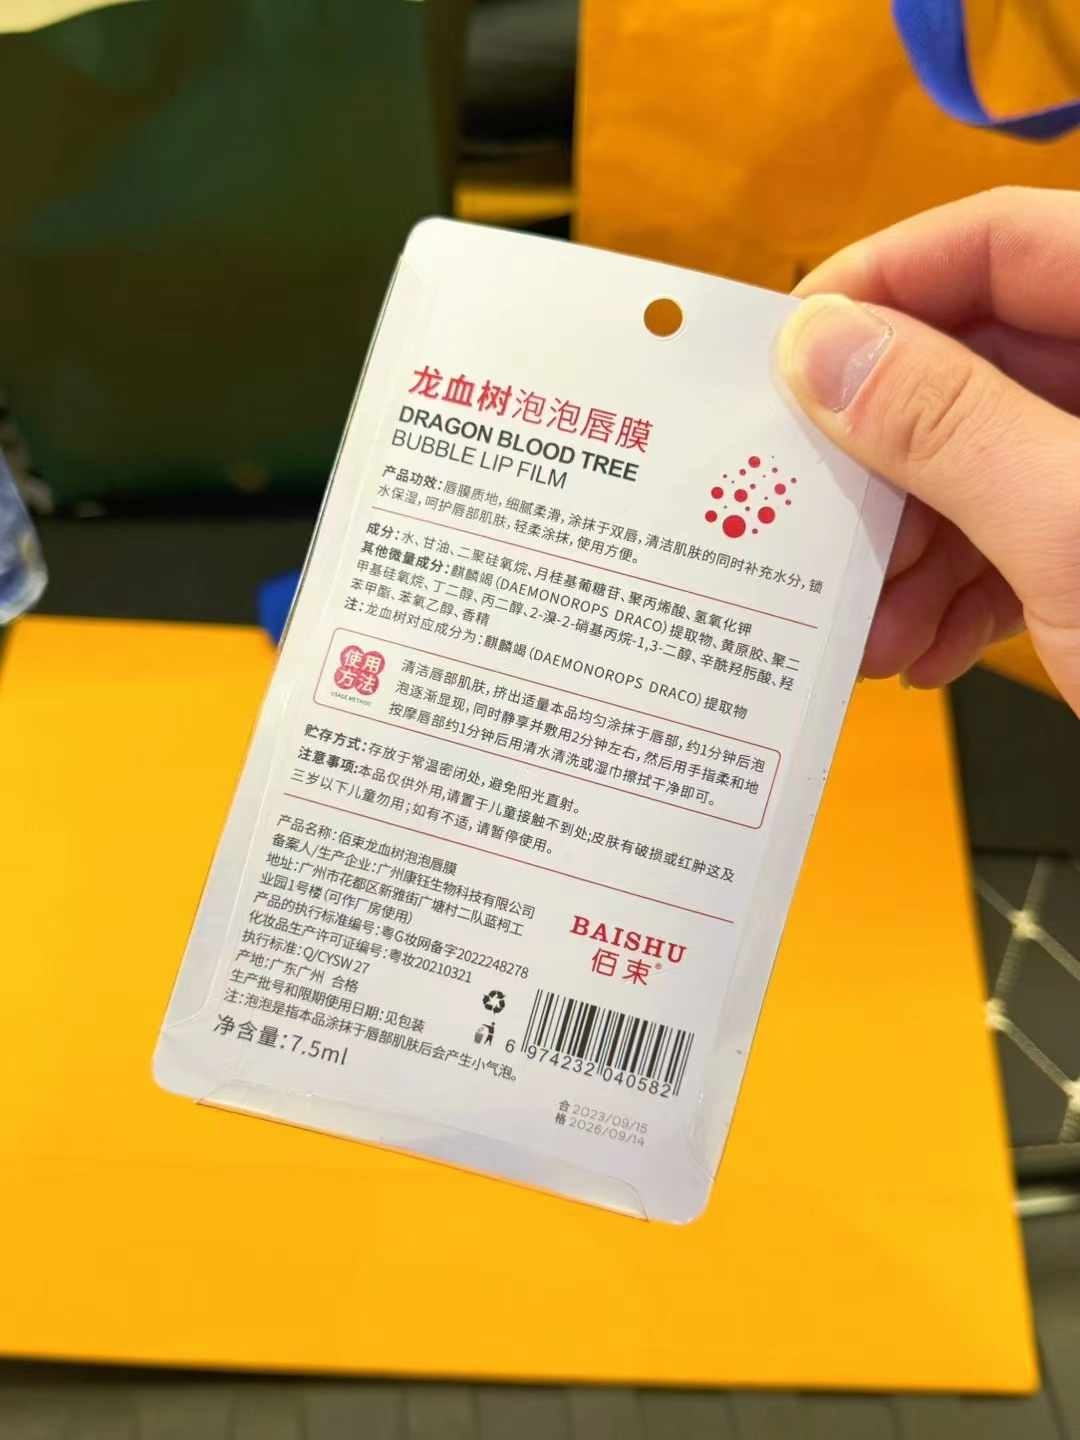 龙血树泡泡唇膜
DRAGON BLOOD TREE
BUBBLE LIP FILM
产品功效：唇膜质地，细腻柔滑，涂抹于双唇，清洁肌肤的同时补充水分，锁
水保湿，呵护唇部肌肤，轻柔涂抹，使用方便。
成分：水、甘油、二聚硅氧烷、月桂基葡糖苷、聚丙烯酸、氢氧化钾
其他微量成分：麒麟竭（DAEMONOROPS DRACO）提取物、黄原胶、聚二
甲基硅氧烷、丁二醇、丙二醇、2-溴-2-硝基丙烷-1,3-二醇、辛酰羟肟酸、羟
苯甲酯、苯氧乙醇、香精
注：龙血树对应成分为：麒麟竭（DAEMONOROPS DRACO）提取物
使用
方法
USAGE METHOD
清洁唇部肌肤，挤出适量本品均匀涂抹于唇部，约1分钟后泡
泡逐渐显现，同时静享并敷用2分钟左右，然后用手指柔和地
按摩唇部约1分钟后用清水清洗或湿巾擦拭干净即可。
贮存方式：存放于常温密闭处，避免阳光直射。
注意事项：本品仅供外用，请置于儿童接触不到处；皮肤有破损或红肿这及
三岁以下儿童勿用；如有不适，请暂停使用。
产品名称：佰束龙血树泡泡唇膜
备案人/生产企业：广州康钰生物科技有限公司
地址：广州市花都区新雅街广塘村二队蓝柯工
业园1号楼（可作厂房使用）
产品的执行标准编号：粤G妆网备字2022248278
化妆品生产许可证编号：粤妆20210321
执行标准：Q/CYSW 27
产地：广东广州 合格
生产批号和限期使用日期：见包装
注：泡泡是指本品涂抹于唇部肌肤后会产生小气泡。
净含量：7.5ml
BAISHU
佰束®
6 974232 040582
合 2023/09/15
格 2026/09/14